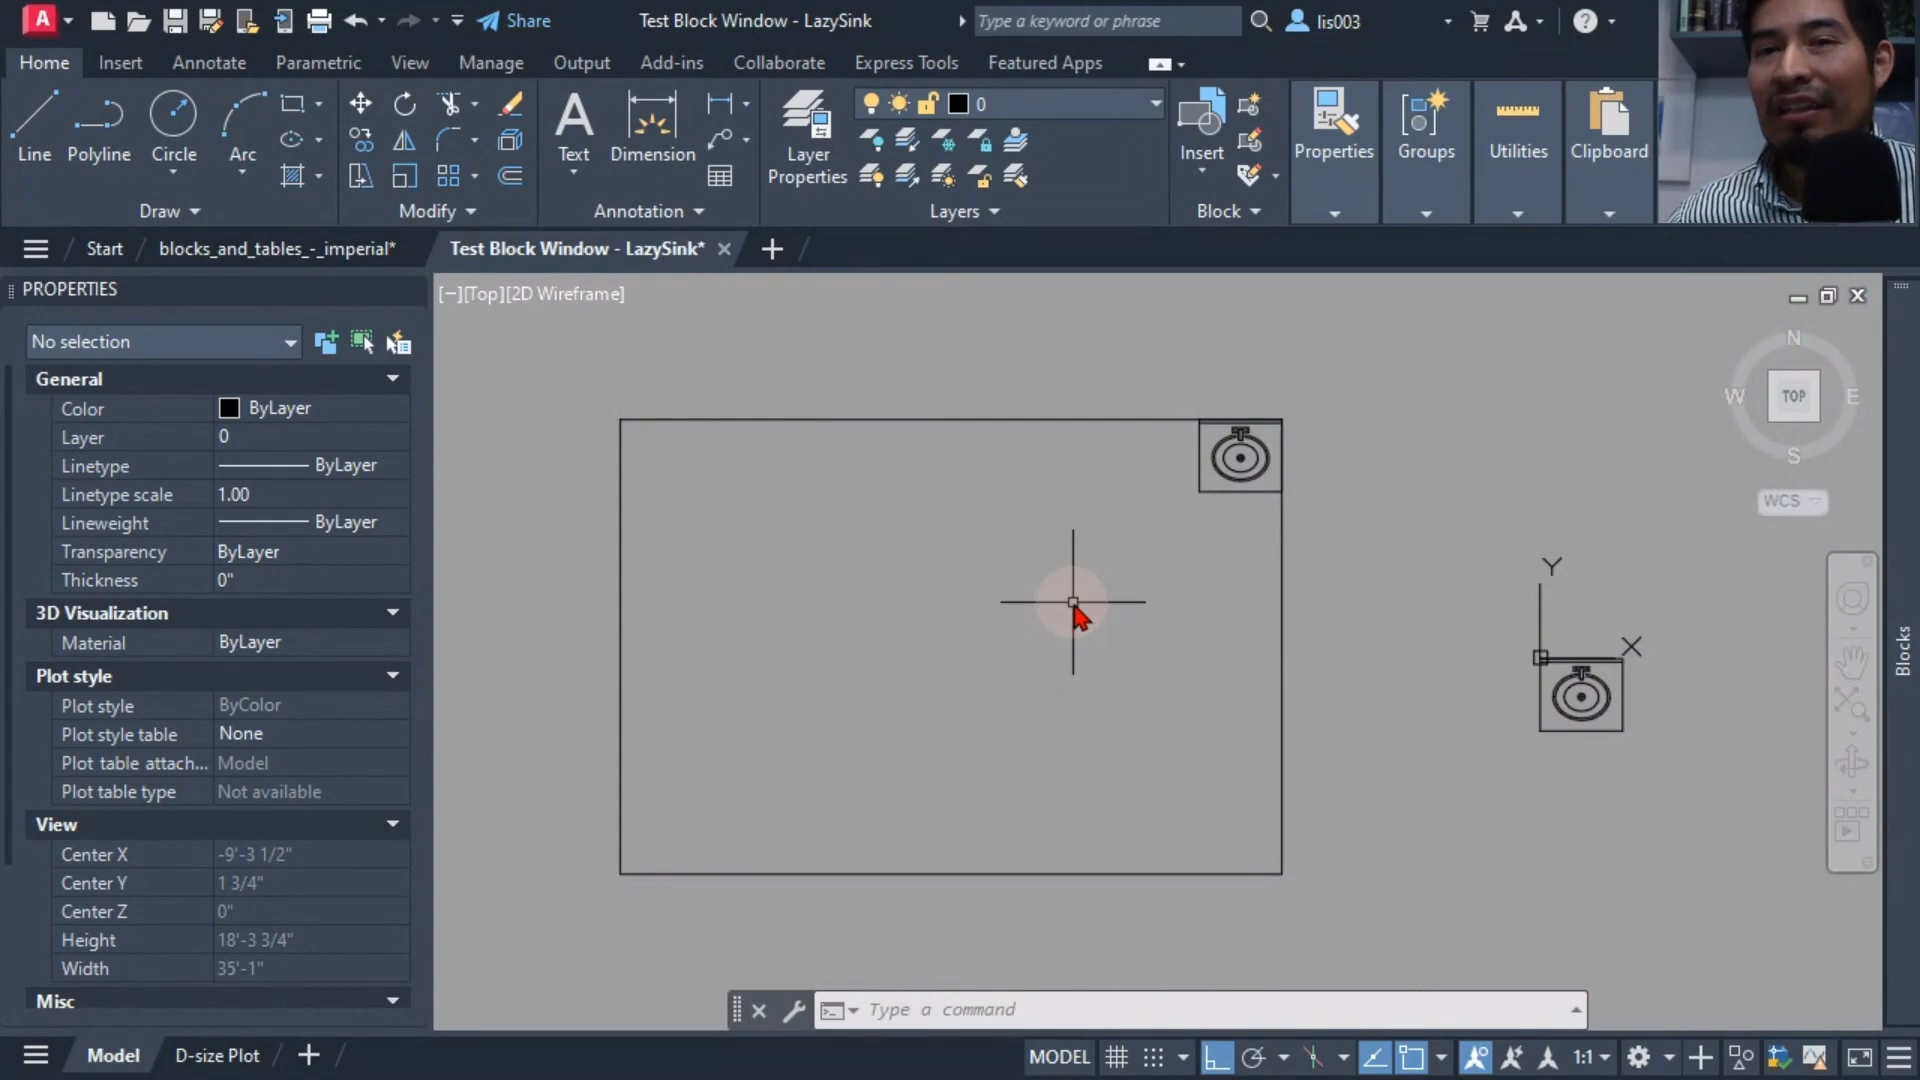 A Share Test Block Window - LazySink Type a keyword or phrase lis003 ?
Home Insert Annotate Parametric View Manage Output Add-ins Collaborate Express Tools Featured Apps
0
A
Line Polyline Circle Arc Text Dimension Layer Properties Insert Properties Groups Utilities Clipboard
Draw Modify Annotation Layers Block
Start blocks_and_tables_-_imperial* Test Block Window - LazySink*
PROPERTIES
[−][Top][2D Wireframe]
No selection
General
Color ByLayer
Layer 0
Linetype ByLayer
Linetype scale 1.00
Lineweight ByLayer
Transparency ByLayer
Thickness 0"
3D Visualization
Material ByLayer
Plot style
Plot style ByColor
Plot style table None
Plot table attach... Model
Plot table type Not available
View
Center X -9'-3 1/2"
Center Y 1 3/4"
Center Z 0"
Height 18'-3 3/4"
Width 35'-1"
Misc
N
W TOP E
S
WCS
Y
X
Blocks
Type a command
Model D-size Plot
MODEL 1:1